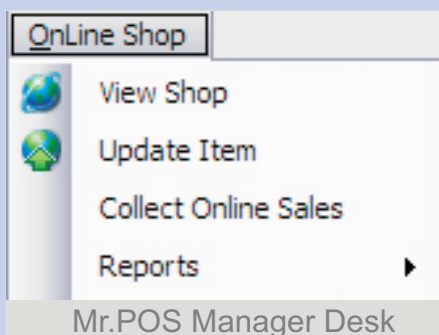 OnLine Shop
View Shop
Update Item
Collect Online Sales
Reports
Mr.POS Manager Desk